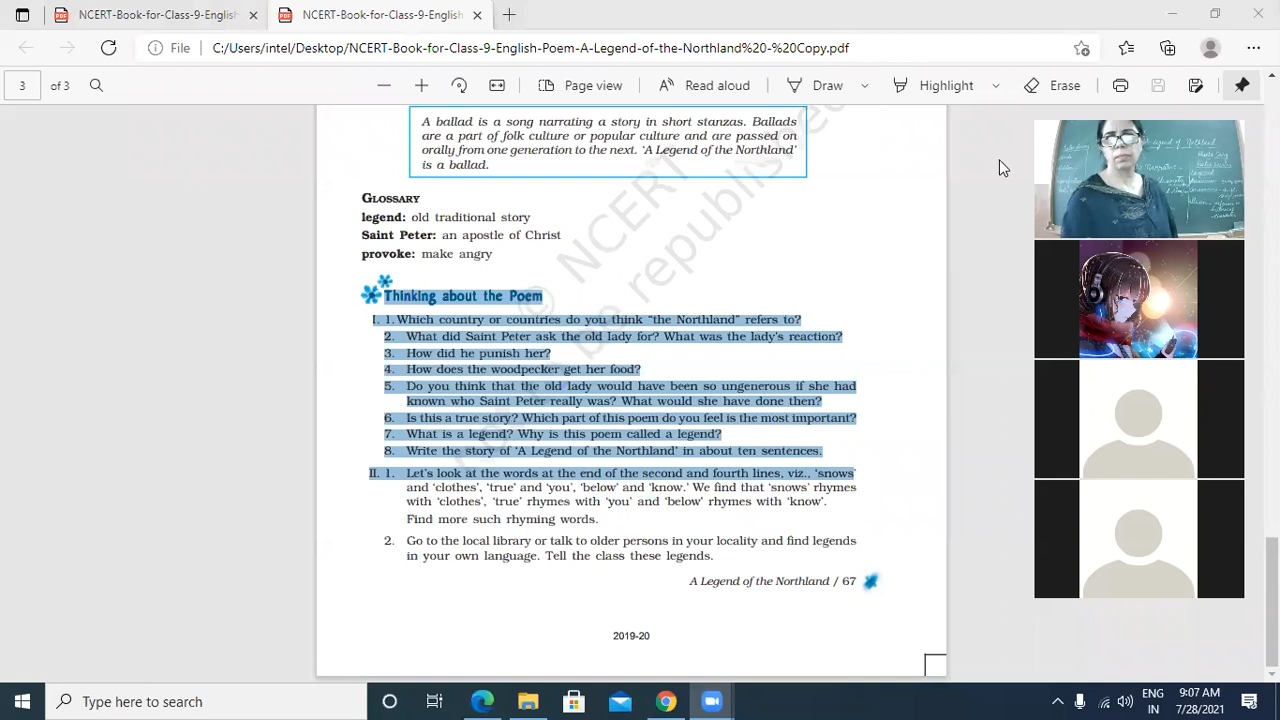 NCERT-Book-for-Class-9-English-P
NCERT-Book-for-Class-9-English-P
File
C:/Users/intel/Desktop/NCERT-Book-for-Class-9-English-Poem-A-Legend-of-the-Northland%20-%20Copy.pdf
3 of 3
Page view
Read aloud
Draw
Highlight
Erase
A ballad is a song narrating a story in short stanzas. Ballads
are a part of folk culture or popular culture and are passed on
orally from one generation to the next. ‘A Legend of the Northland’
is a ballad.
GLOSSARY
legend: old traditional story
Saint Peter: an apostle of Christ
provoke: make angry
Thinking about the Poem
I. 1. Which country or countries do you think “the Northland” refers to?
2. What did Saint Peter ask the old lady for? What was the lady’s reaction?
3. How did he punish her?
4. How does the woodpecker get her food?
5. Do you think that the old lady would have been so ungenerous if she had
known who Saint Peter really was? What would she have done then?
6. Is this a true story? Which part of this poem do you feel is the most important?
7. What is a legend? Why is this poem called a legend?
8. Write the story of ‘A Legend of the Northland’ in about ten sentences.
II. 1. Let’s look at the words at the end of the second and fourth lines, viz., ‘snows’
and ‘clothes’, ‘true’ and ‘you’, ‘below’ and ‘know.’ We find that ‘snows’ rhymes
with ‘clothes’, ‘true’ rhymes with ‘you’ and ‘below’ rhymes with ‘know’.
Find more such rhyming words.
2. Go to the local library or talk to older persons in your locality and find legends
in your own language. Tell the class these legends.
A Legend of the Northland / 67
2019-20
© NCERT
be republished
Type here to search
ENG
IN
9:07 AM
7/28/2021